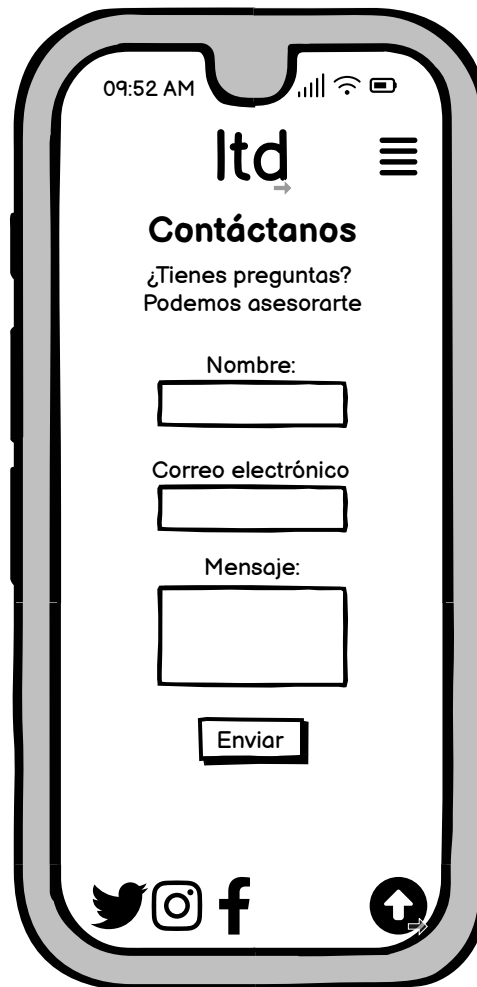 09:52 AM
ltd
Contáctanos
¿Tienes preguntas?
Podemos asesorarte
Nombre:
Correo electrónico
Mensaje:
Enviar